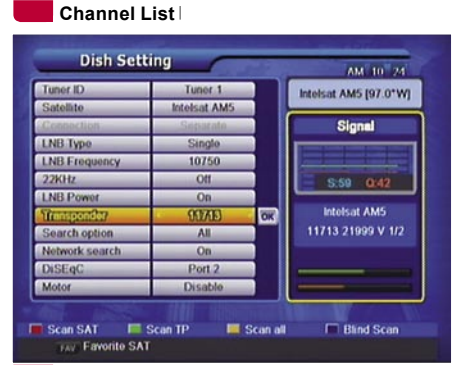 Channel List
Dish Setting
AM 10 24
Tuner ID Tuner 1
Satellite Intelsat AM5
Connection Separate
LNB Type Single
LNB Frequency 10750
22KHz Off
LNB Power On
Transponder 11713 OK
Search option All
Network search On
DiSEqC Port 2
Motor Disable
Intelsat AM5 [97.0°W]
Signal
S:59 Q:42
Intelsat AM5
11713 21999 V 1/2
Scan SAT Scan TP Scan all Blind Scan
FAV Favorite SAT